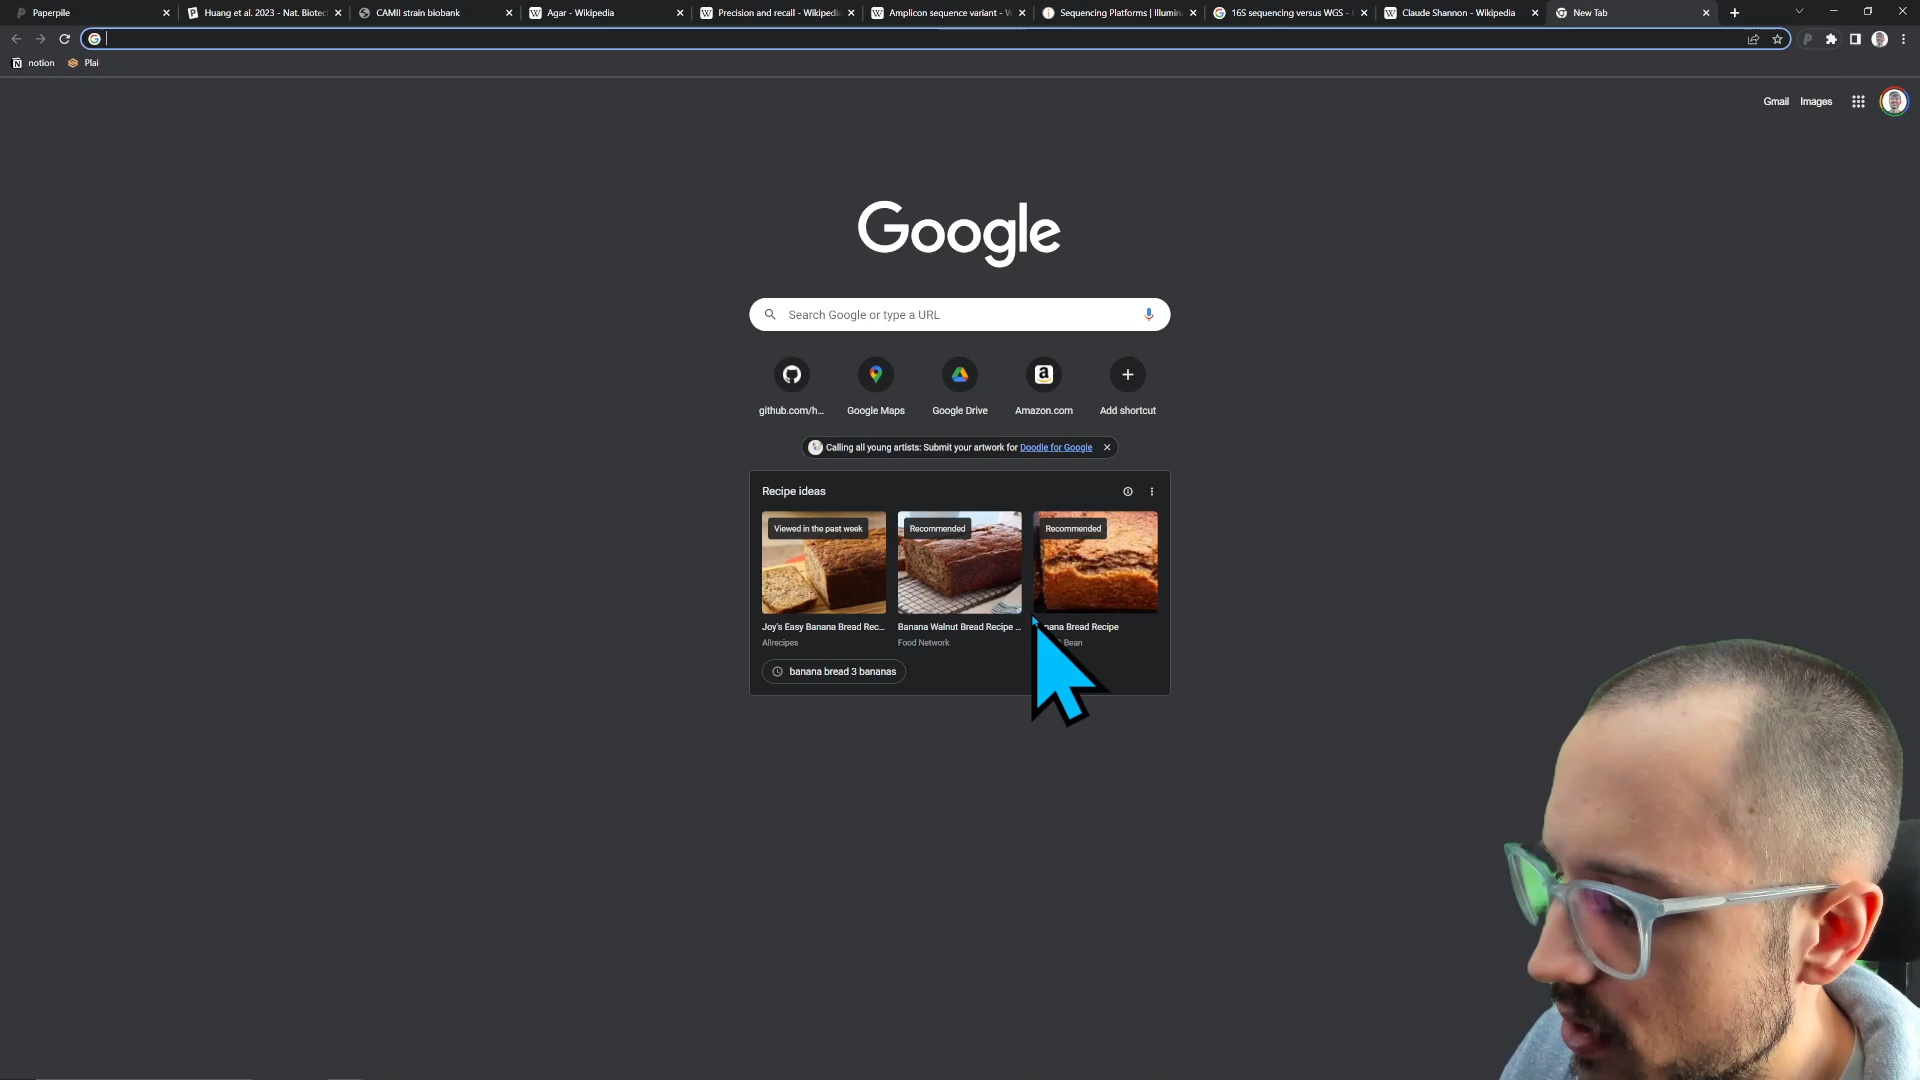 Paperpile
Huang et al. 2023 - Nat. Biotec
CAMII strain biobank
Agar - Wikipedia
Precision and recall - Wikipedia
Amplicon sequence variant - W
Sequencing Platforms | Illumin
16S sequencing versus WGS -
Claude Shannon - Wikipedia
New Tab
notion
Plai
Gmail
Images
Google
Search Google or type a URL
github.com/h...
Google Maps
Google Drive
Amazon.com
Add shortcut
Calling all young artists: Submit your artwork for Doodle for Google
Recipe ideas
Viewed in the past week
Recommended
Recommended
Joy's Easy Banana Bread Rec...
Banana Walnut Bread Recipe ...
nana Bread Recipe
Allrecipes
Food Network
Bean
banana bread 3 bananas